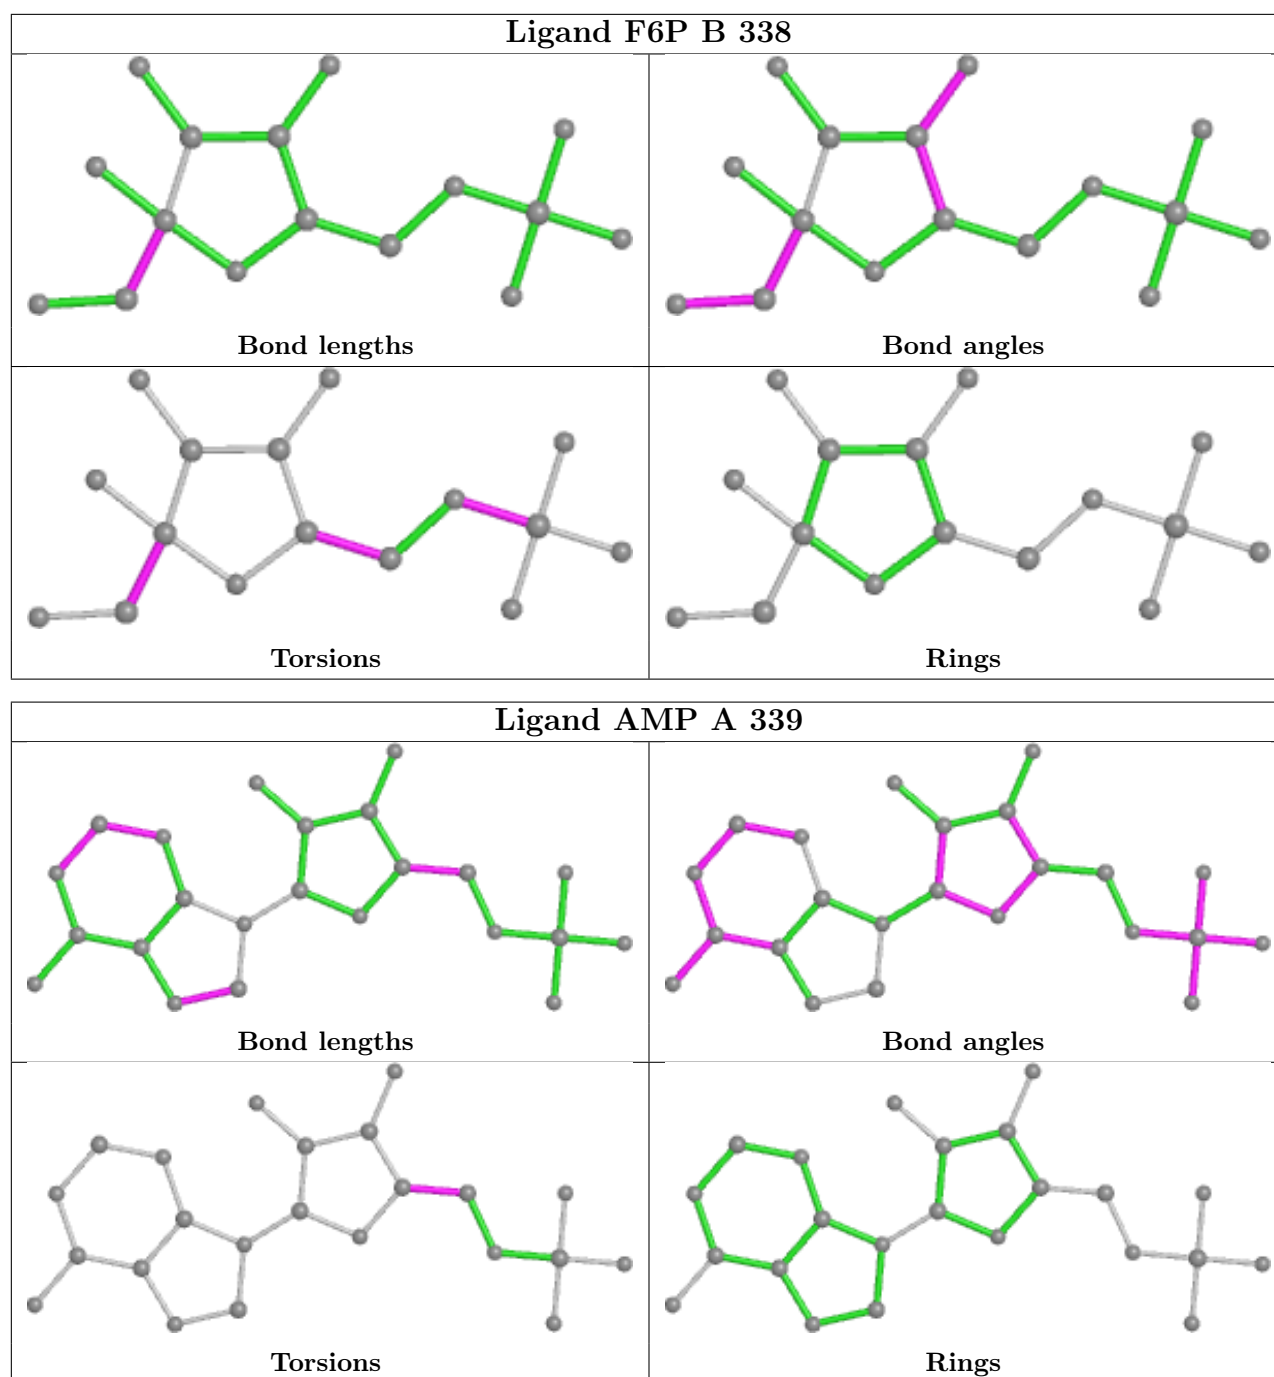 Ligand F6P B 338
Bond lengths
Bond angles
Torsions
Rings
Ligand AMP A 339
Bond lengths
Bond angles
Torsions
Rings